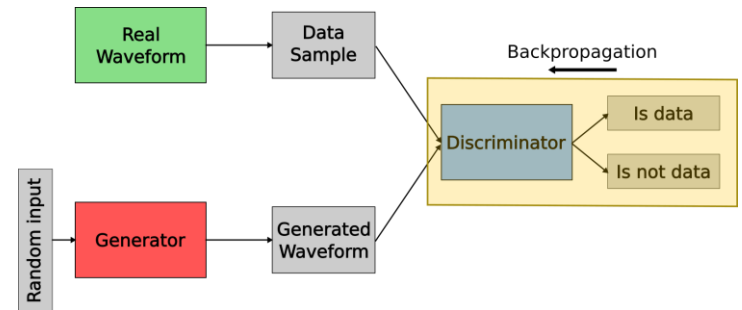 Real
Waveform
Data
Sample
Backpropagation
Discriminator
Is data
Is not data
Random input
Generator
Generated
Waveform